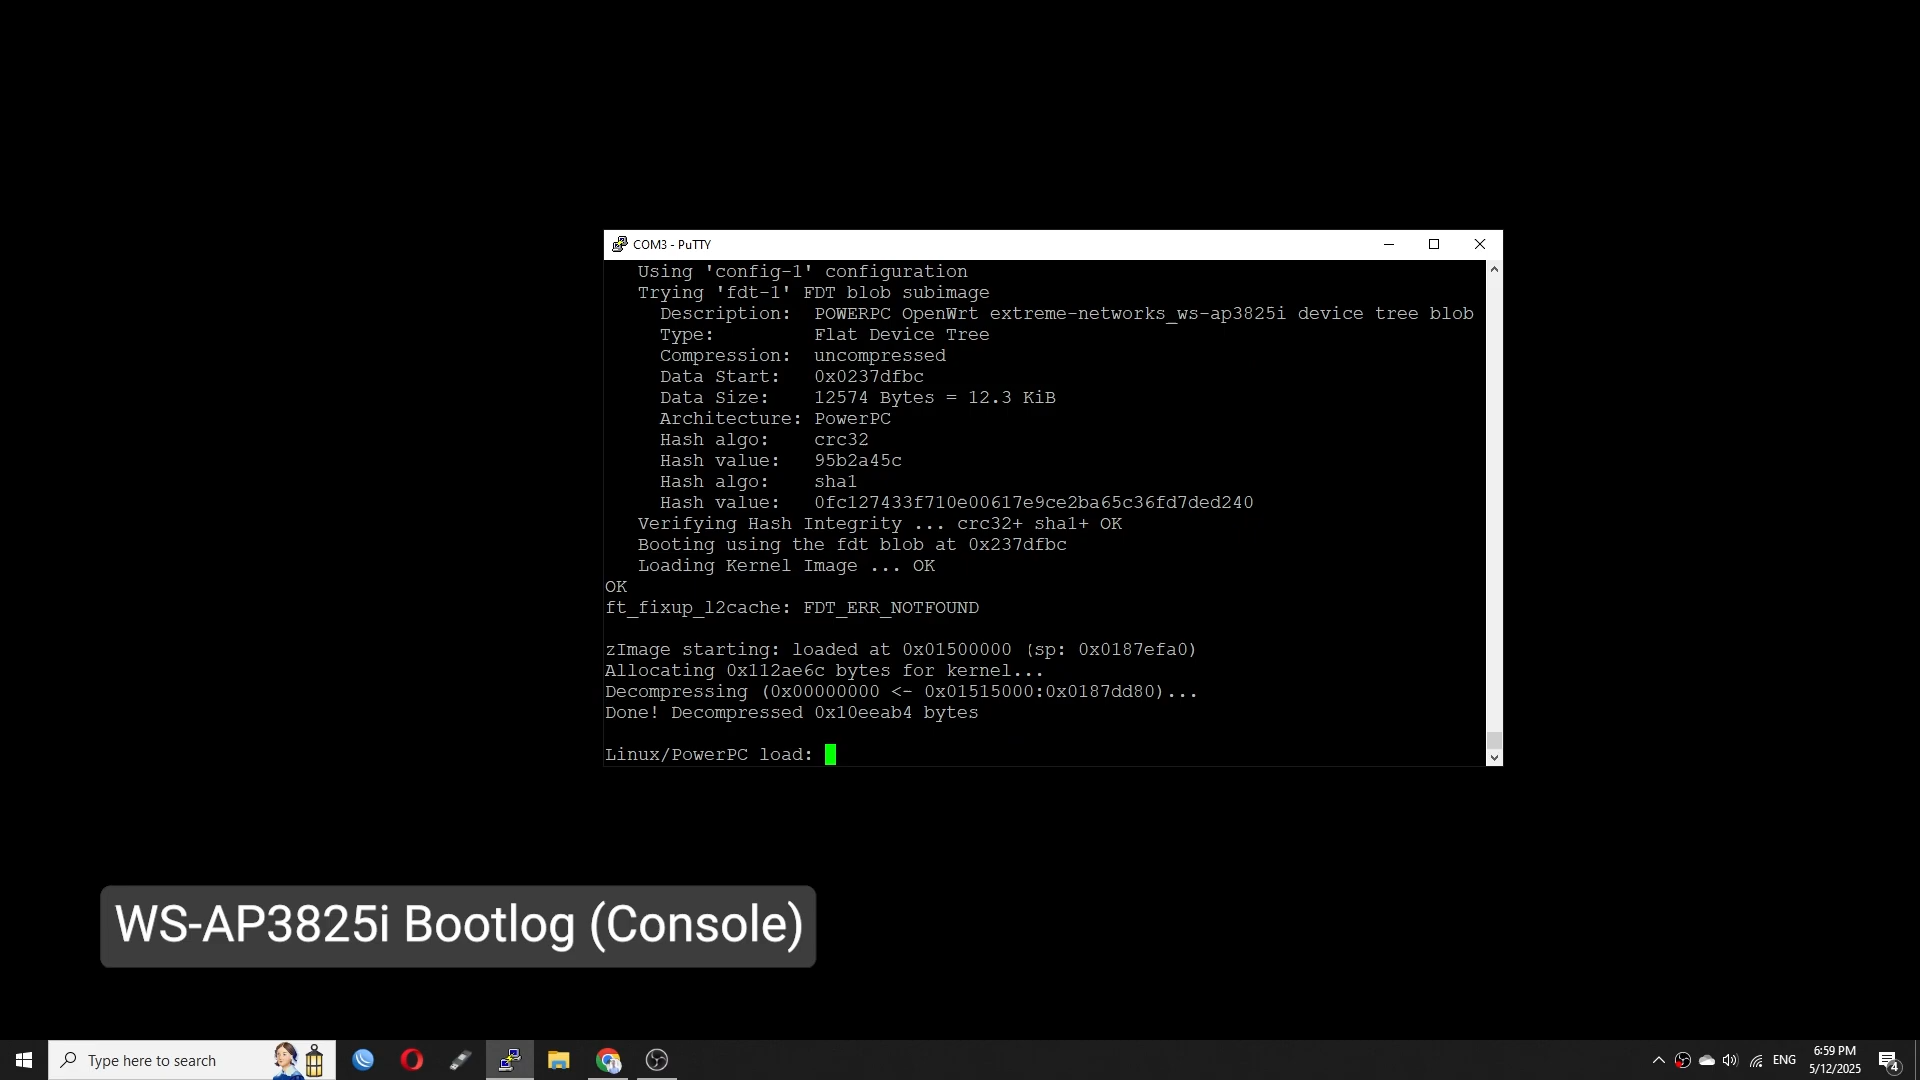 COM3 - PuTTY
Using 'config-1' configuration
Trying 'fdt-1' FDT blob subimage
Description:  POWERPC OpenWrt extreme-networks_ws-ap3825i device tree blob
Type:         Flat Device Tree
Compression:  uncompressed
Data Start:   0x0237dfbc
Data Size:    12574 Bytes = 12.3 KiB
Architecture: PowerPC
Hash algo:    crc32
Hash value:   95b2a45c
Hash algo:    sha1
Hash value:   0fc127433f710e00617e9ce2ba65c36fd7ded240
Verifying Hash Integrity ... crc32+ sha1+ OK
Booting using the fdt blob at 0x237dfbc
Loading Kernel Image ... OK
OK
ft_fixup_l2cache: FDT_ERR_NOTFOUND
zImage starting: loaded at 0x01500000 (sp: 0x0187efa0)
Allocating 0x112ae6c bytes for kernel...
Decompressing (0x00000000 <- 0x01515000:0x0187dd80)...
Done! Decompressed 0x10eeab4 bytes
Linux/PowerPC load:
WS-AP3825i Bootlog (Console)
Type here to search
ENG
6:59 PM
5/12/2025
4